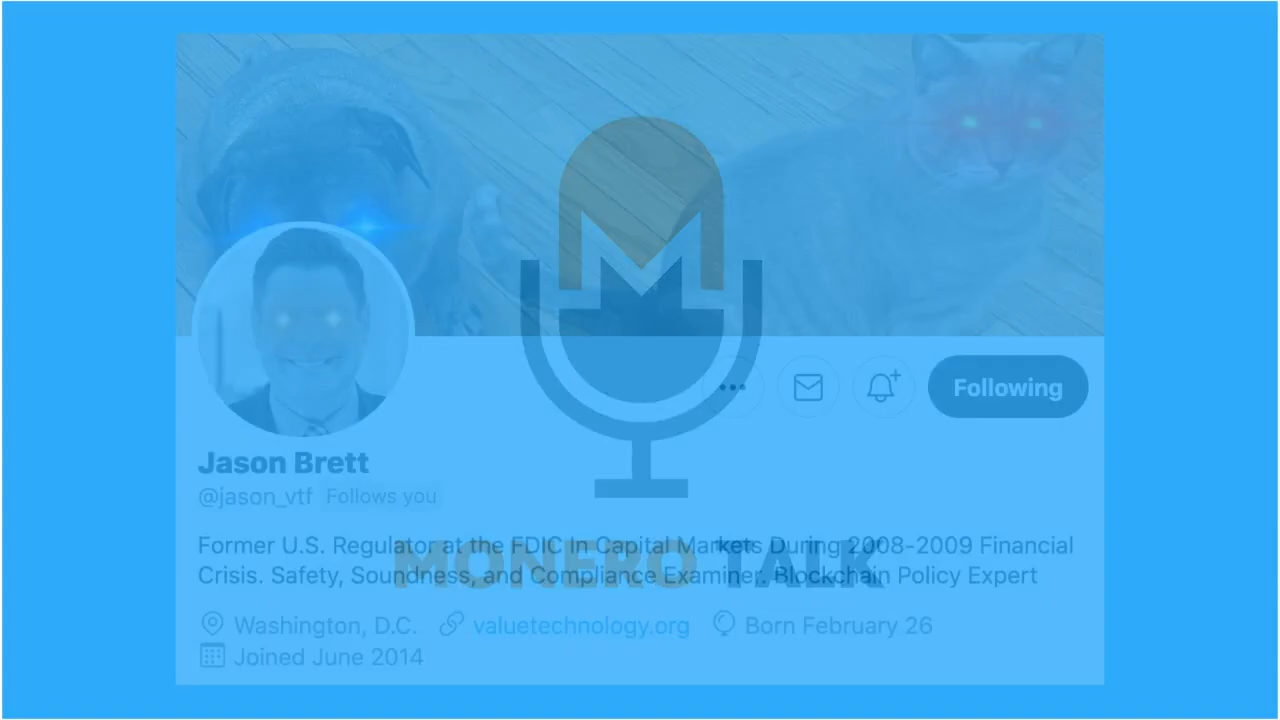 Following
Jason Brett
@jason_vtf Follows you
Former U.S. Regulator at the FDIC in Capital Markets During 2008-2009 Financial
Crisis. Safety, Soundness, and Compliance Examiner. Blockchain Policy Expert
MONERO TALK
Washington, D.C. valuetechnology.org Born February 26
Joined June 2014